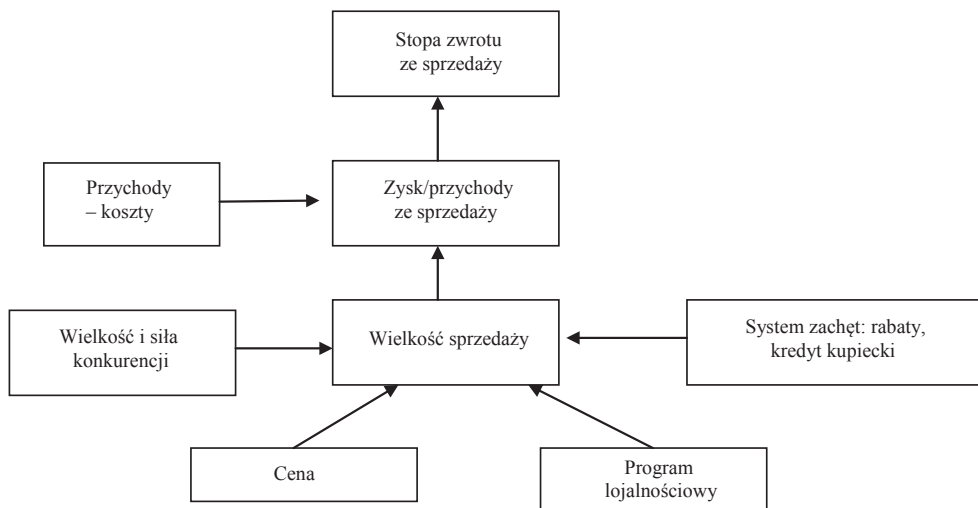 Stopa zwrotu
ze sprzedaży
Przychody
– koszty
Zysk/przychody
ze sprzedaży
Wielkość i siła
konkurencji
Wielkość sprzedaży
System zachęt: rabaty,
kredyt kupiecki
Cena
Program
lojalnościowy